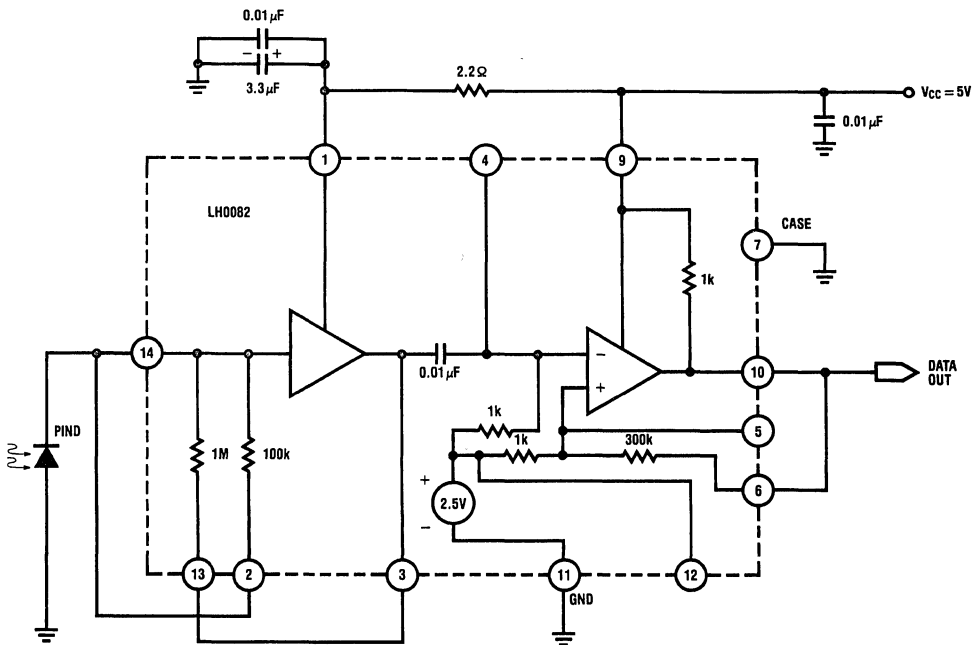 0.01μF
− +
3.3μF
2.2Ω
VCC = 5V
0.01μF
1
4
9
LH0082
CASE
7
1k
14
0.01μF
−
+
10
DATA
OUT
PIND
1M
100k
1k
1k
300k
5
+
2.5V
−
6
13
2
3
11
GND
12